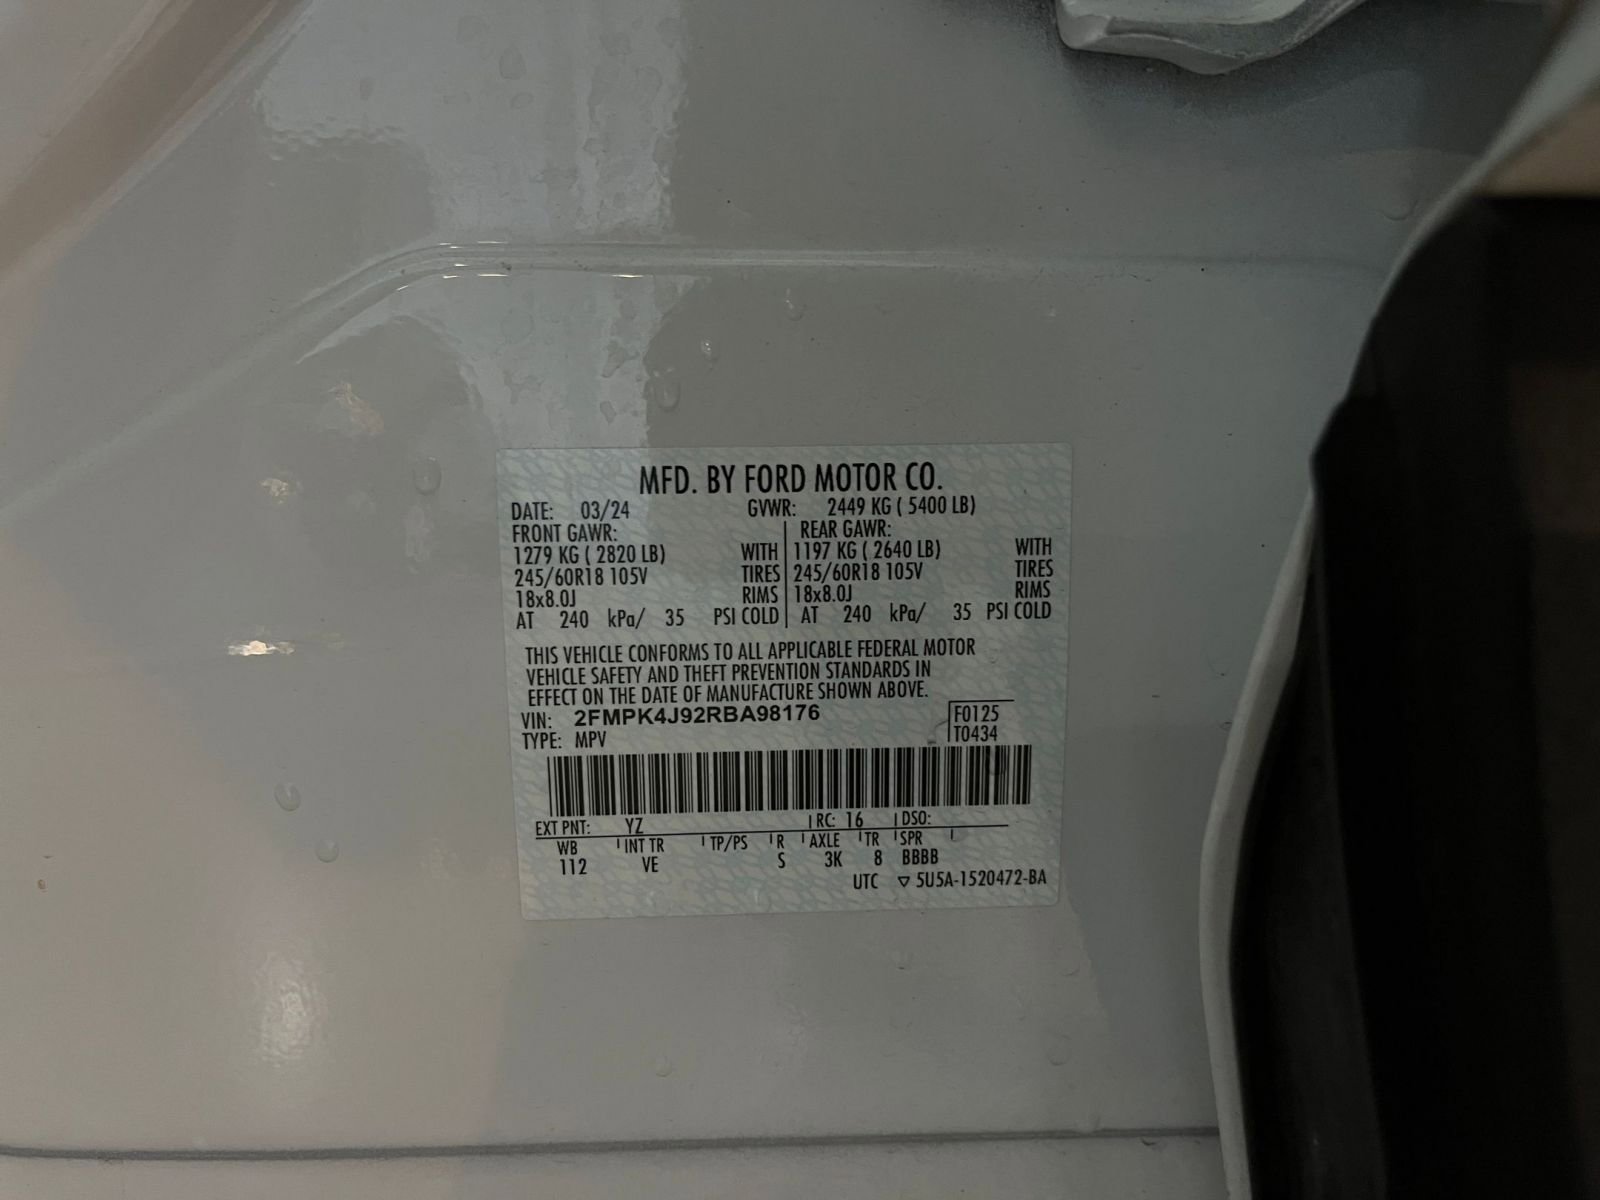 MFD. BY FORD MOTOR CO.
DATE: 03/24 GVWR: 2449 KG ( 5400 LB)
FRONT GAWR: REAR GAWR:
1279 KG ( 2820 LB) WITH 1197 KG ( 2640 LB) WITH
245/60R18 105V TIRES 245/60R18 105V TIRES
18x8.0J RIMS 18x8.0J RIMS
AT 240 kPa/ 35 PSI COLD AT 240 kPa/ 35 PSI COLD
THIS VEHICLE CONFORMS TO ALL APPLICABLE FEDERAL MOTOR
VEHICLE SAFETY AND THEFT PREVENTION STANDARDS IN
EFFECT ON THE DATE OF MANUFACTURE SHOWN ABOVE.
VIN: 2FMPK4J92RBA98176 F0125
TYPE: MPV T0434
EXT PNT: YZ RC: 16 DSO:
WB INT TR TP/PS R AXLE TR SPR
112 VE S 3K 8 BBBB
UTC ▽ 5U5A-1520472-BA